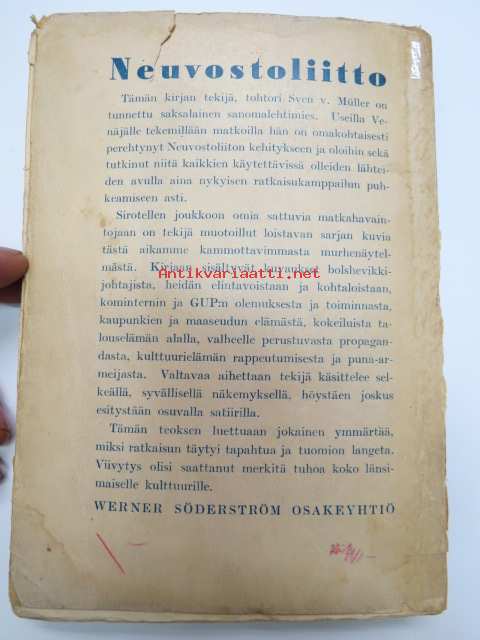 Neuvostoliitto
Tämän kirjan tekijä, tohtori Sven v. Müller on
tunnettu saksalainen sanomalehtimies. Useilla Ve-
näjälle tekemillään matkoilla hän on omakohtaisesti
perehtynyt Neuvostoliiton kehitykseen ja oloihin sekä
tutkinut niitä kaikkien käytettävissä olleiden lähtei-
den avulla aina nykyisen ratkaisukamppailun puh-
keamiseen asti.
Sirotellen joukkoon omia sattuvia matkahavain-
tojaan on tekijä muotoillut loistavan sarjan kuvia
tästä aikamme kammottavimmasta murhenäytel-
mästä. Kirjaan sisältyvät kuvaukset bolshevikki-
johtajista, heidän elintavoistaan ja kohtaloistaan,
kominternin ja GUP:n olemuksesta ja toiminnasta,
kaupunkien ja maaseudun elämästä, kokeiluista ta-
louselämän alalla, valheelle perustuvasta propagan-
dasta, kulttuurielämän rappeutumisesta ja puna-ar-
meijasta. Valtavaa aihettaan tekijä käsittelee sel-
keällä, syvällisellä näkemyksellä, höystäen joskus
esitystään osuvalla satiirilla.
Tämän teoksen luettuaan jokainen ymmärtää,
miksi ratkaisun täytyi tapahtua ja tuomion langeta.
Viivytys olisi saattanut merkitä tuhoa koko länsi-
maiselle kulttuurille.
WERNER SÖDERSTRÖM OSAKEYHTIÖ
Antikvariaatti.net